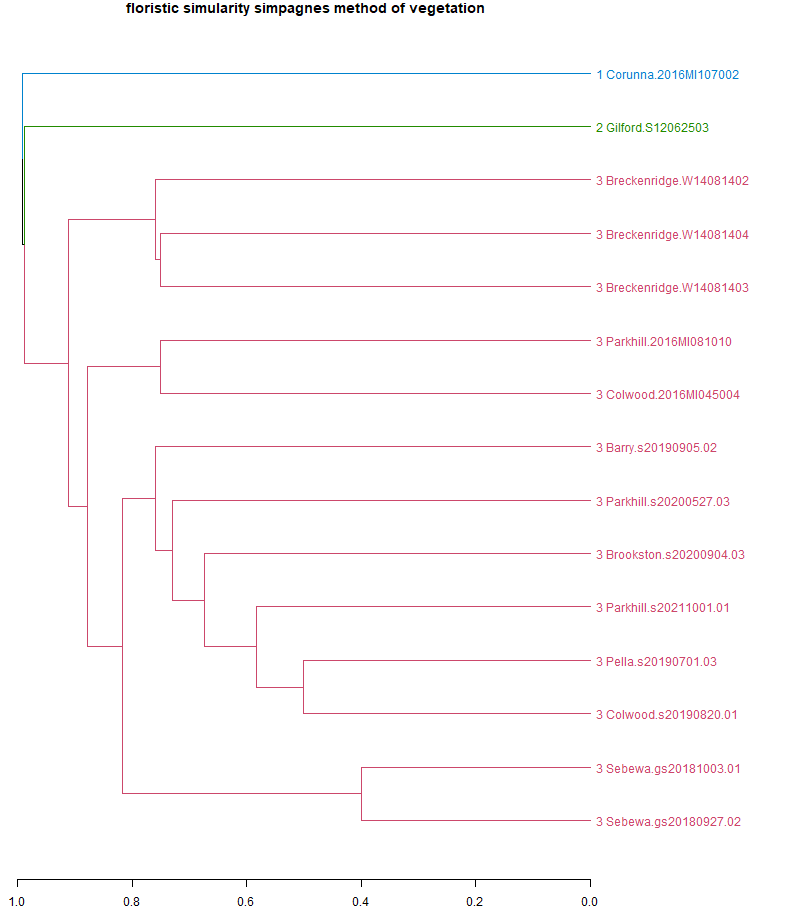 floristic simularity simpagnes method of vegetation
1 Corunna.2016MI107002
2 Gilford.S12062503
3 Breckenridge.W14081402
3 Breckenridge.W14081404
3 Breckenridge.W14081403
3 Parkhill.2016MI081010
3 Colwood.2016MI045004
3 Barry.s20190905.02
3 Parkhill.s20200527.03
3 Brookston.s20200904.03
3 Parkhill.s20211001.01
3 Pella.s20190701.03
3 Colwood.s20190820.01
3 Sebewa.gs20181003.01
3 Sebewa.gs20180927.02
1.0 0.8 0.6 0.4 0.2 0.0